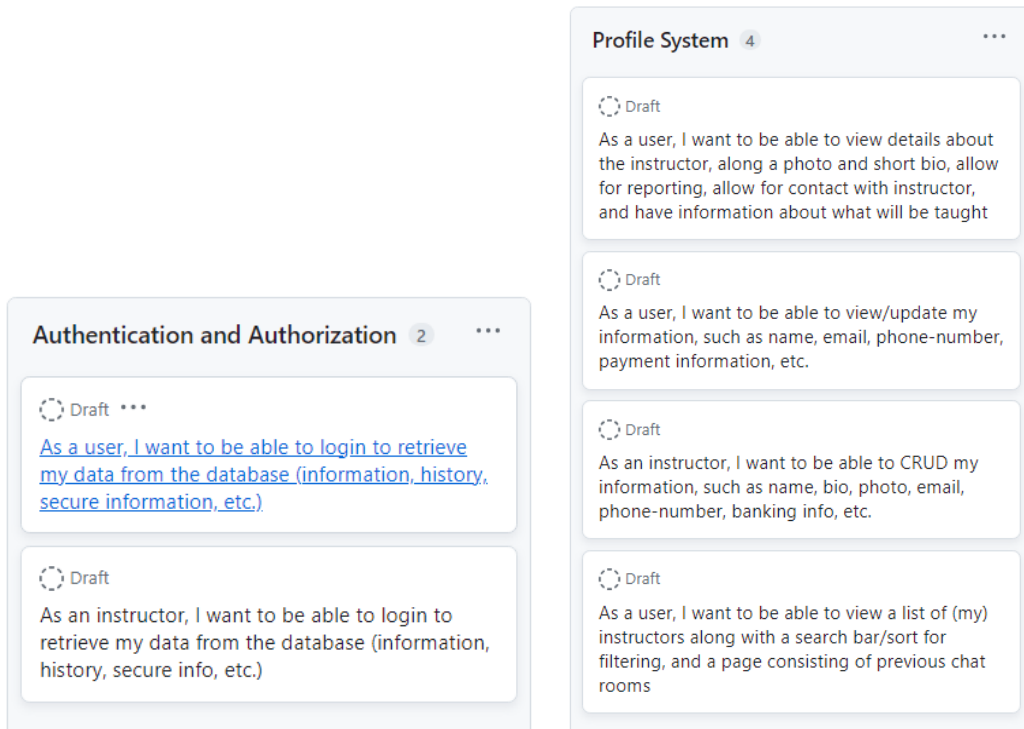 Authentication and Authorization 2
Draft
As a user, I want to be able to login to retrieve
my data from the database (information, history,
secure information, etc.)
Draft
As an instructor, I want to be able to login to
retrieve my data from the database (information,
history, secure info, etc.)
Profile System 4
Draft
As a user, I want to be able to view details about
the instructor, along a photo and short bio, allow
for reporting, allow for contact with instructor,
and have information about what will be taught
Draft
As a user, I want to be able to view/update my
information, such as name, email, phone-number,
payment information, etc.
Draft
As an instructor, I want to be able to CRUD my
information, such as name, bio, photo, email,
phone-number, banking info, etc.
Draft
As a user, I want to be able to view a list of (my)
instructors along with a search bar/sort for
filtering, and a page consisting of previous chat
rooms